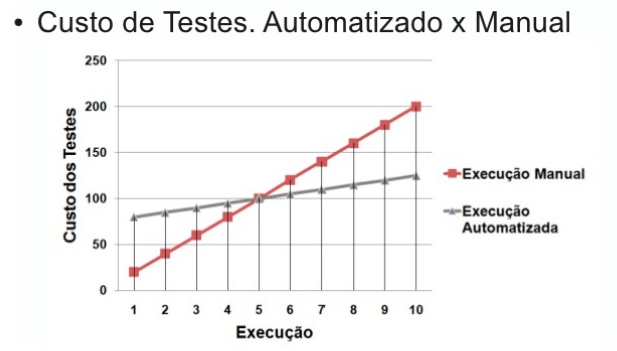 • Custo de Testes. Automatizado x Manual
250
200
150
100
50
0
Custo dos Testes
1 2 3 4 5 6 7 8 9 10
Execução
Execução Manual
Execução
Automatizada